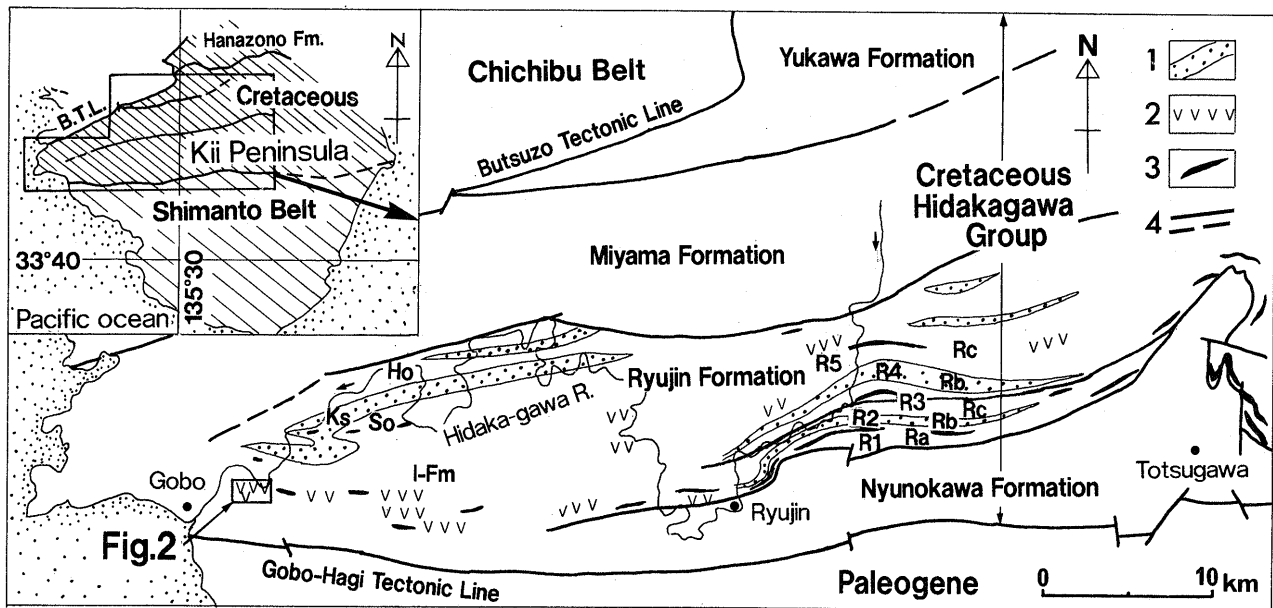 Hanazono Fm.
N
B.T.L.
Cretaceous
Kii Peninsula
Shimanto Belt
33°40
135°30
Pacific ocean
Chichibu Belt
Yukawa Formation
Butsuzo Tectonic Line
N
1
2
3
4
Cretaceous
Hidakagawa
Group
Miyama Formation
Ho
Ryujin Formation
R5
Rc
R4
Rb
R3
Rc
R2
Rb
R1
Ra
Ks
So
Hidaka-gawa R.
I-Fm
Gobo
Fig.2
Ryujin
Nyunokawa Formation
Totsugawa
Gobo-Hagi Tectonic Line
Paleogene
0
10 km